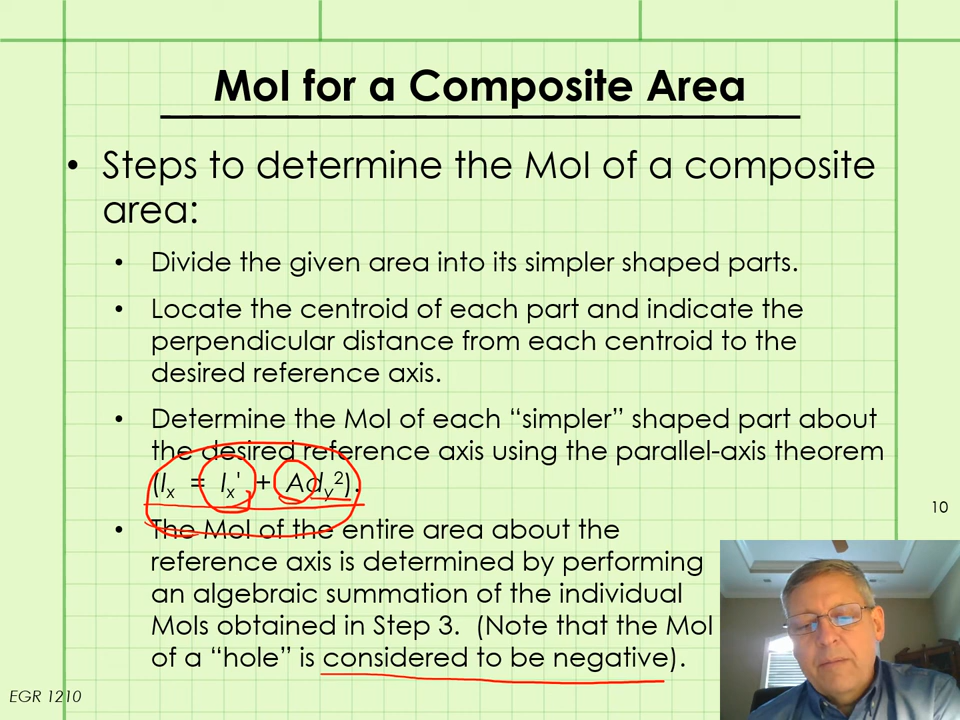 MoI for a Composite Area
• Steps to determine the MoI of a composite
area:
• Divide the given area into its simpler shaped parts.
• Locate the centroid of each part and indicate the
perpendicular distance from each centroid to the
desired reference axis.
• Determine the MoI of each “simpler” shaped part about
the desired reference axis using the parallel-axis theorem
(Iₓ = Iₓ' + Ad_y²).
• The MoI of the entire area about the
reference axis is determined by performing
an algebraic summation of the individual
MoIs obtained in Step 3. (Note that the MoI
of a “hole” is considered to be negative).
10
EGR 1210